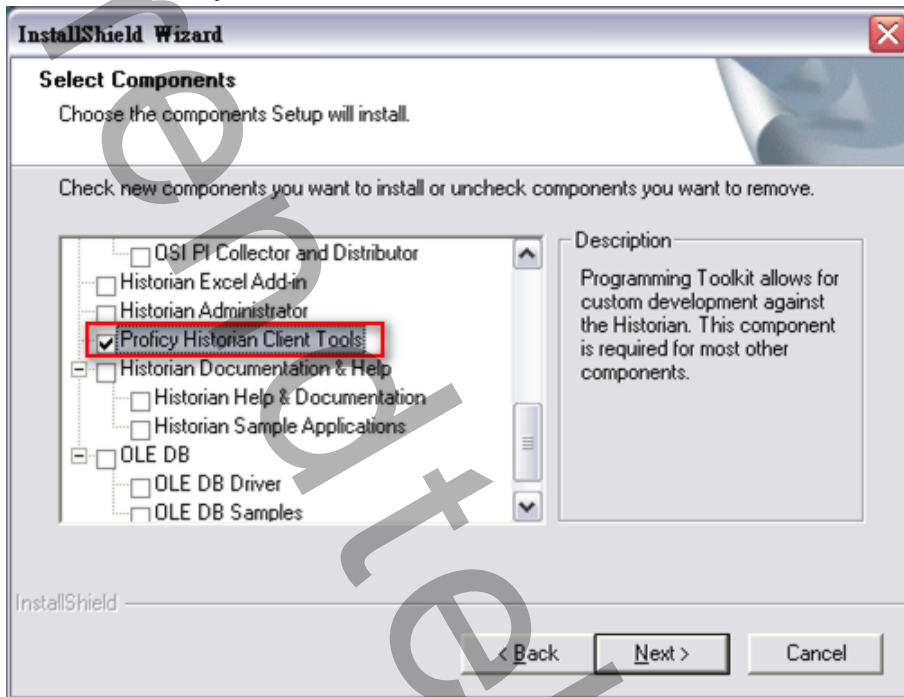 InstallShield Wizard
Select Components
Choose the components Setup will install.
Check new components you want to install or uncheck components you want to remove.
OSI PI Collector and Distributor
Historian Excel Add-in
Historian Administrator
Proficy Historian Client Tools
Historian Documentation & Help
Historian Help & Documentation
Historian Sample Applications
OLE DB
OLE DB Driver
OLE DB Samples
Description
Programming Toolkit allows for
custom development against
the Historian. This component
is required for most other
components.
InstallShield
< Back
Next >
Cancel